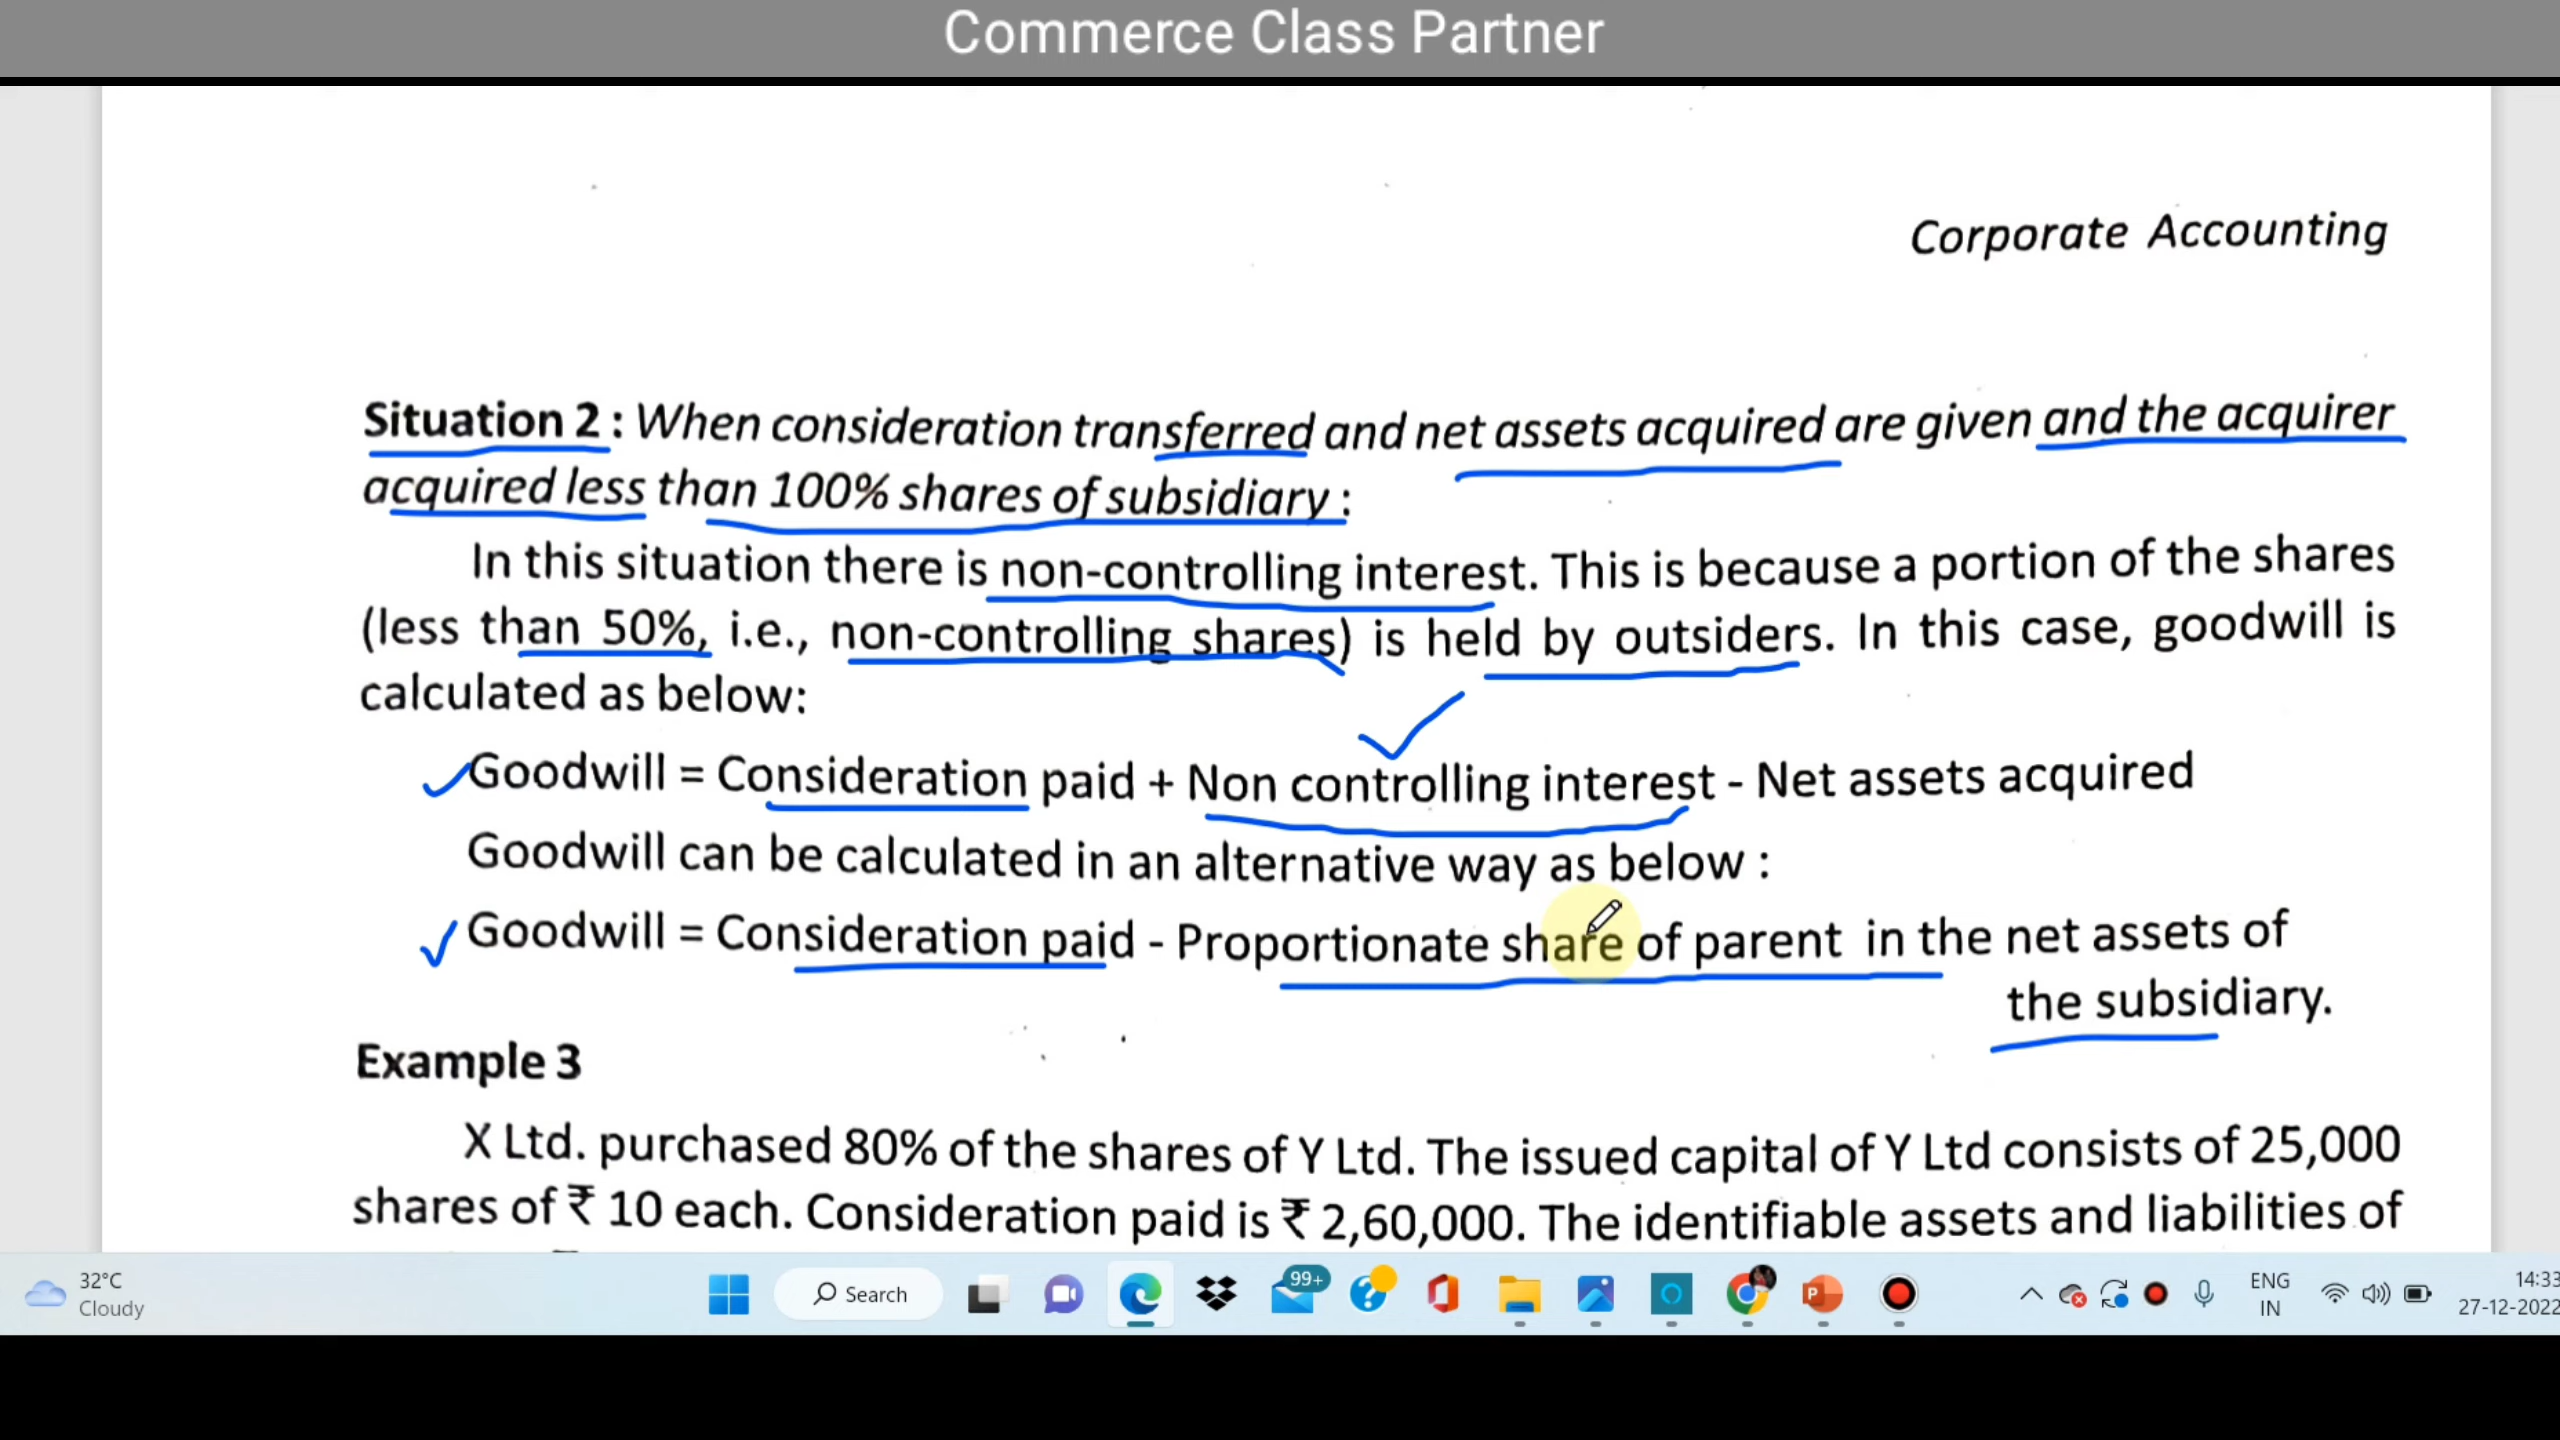 Commerce Class Partner
Corporate Accounting
Situation 2 : When consideration transferred and net assets acquired are given and the acquirer
acquired less than 100% shares of subsidiary :
In this situation there is non-controlling interest. This is because a portion of the shares
(less than 50%, i.e., non-controlling shares) is held by outsiders. In this case, goodwill is
calculated as below:
Goodwill = Consideration paid + Non controlling interest - Net assets acquired
Goodwill can be calculated in an alternative way as below :
Goodwill = Consideration paid - Proportionate share of parent in the net assets of
the subsidiary.
Example 3
X Ltd. purchased 80% of the shares of Y Ltd. The issued capital of Y Ltd consists of 25,000
shares of ₹ 10 each. Consideration paid is ₹ 2,60,000. The identifiable assets and liabilities of
32°C
Cloudy
Search
99+
ENG
IN
14:33
27-12-2022